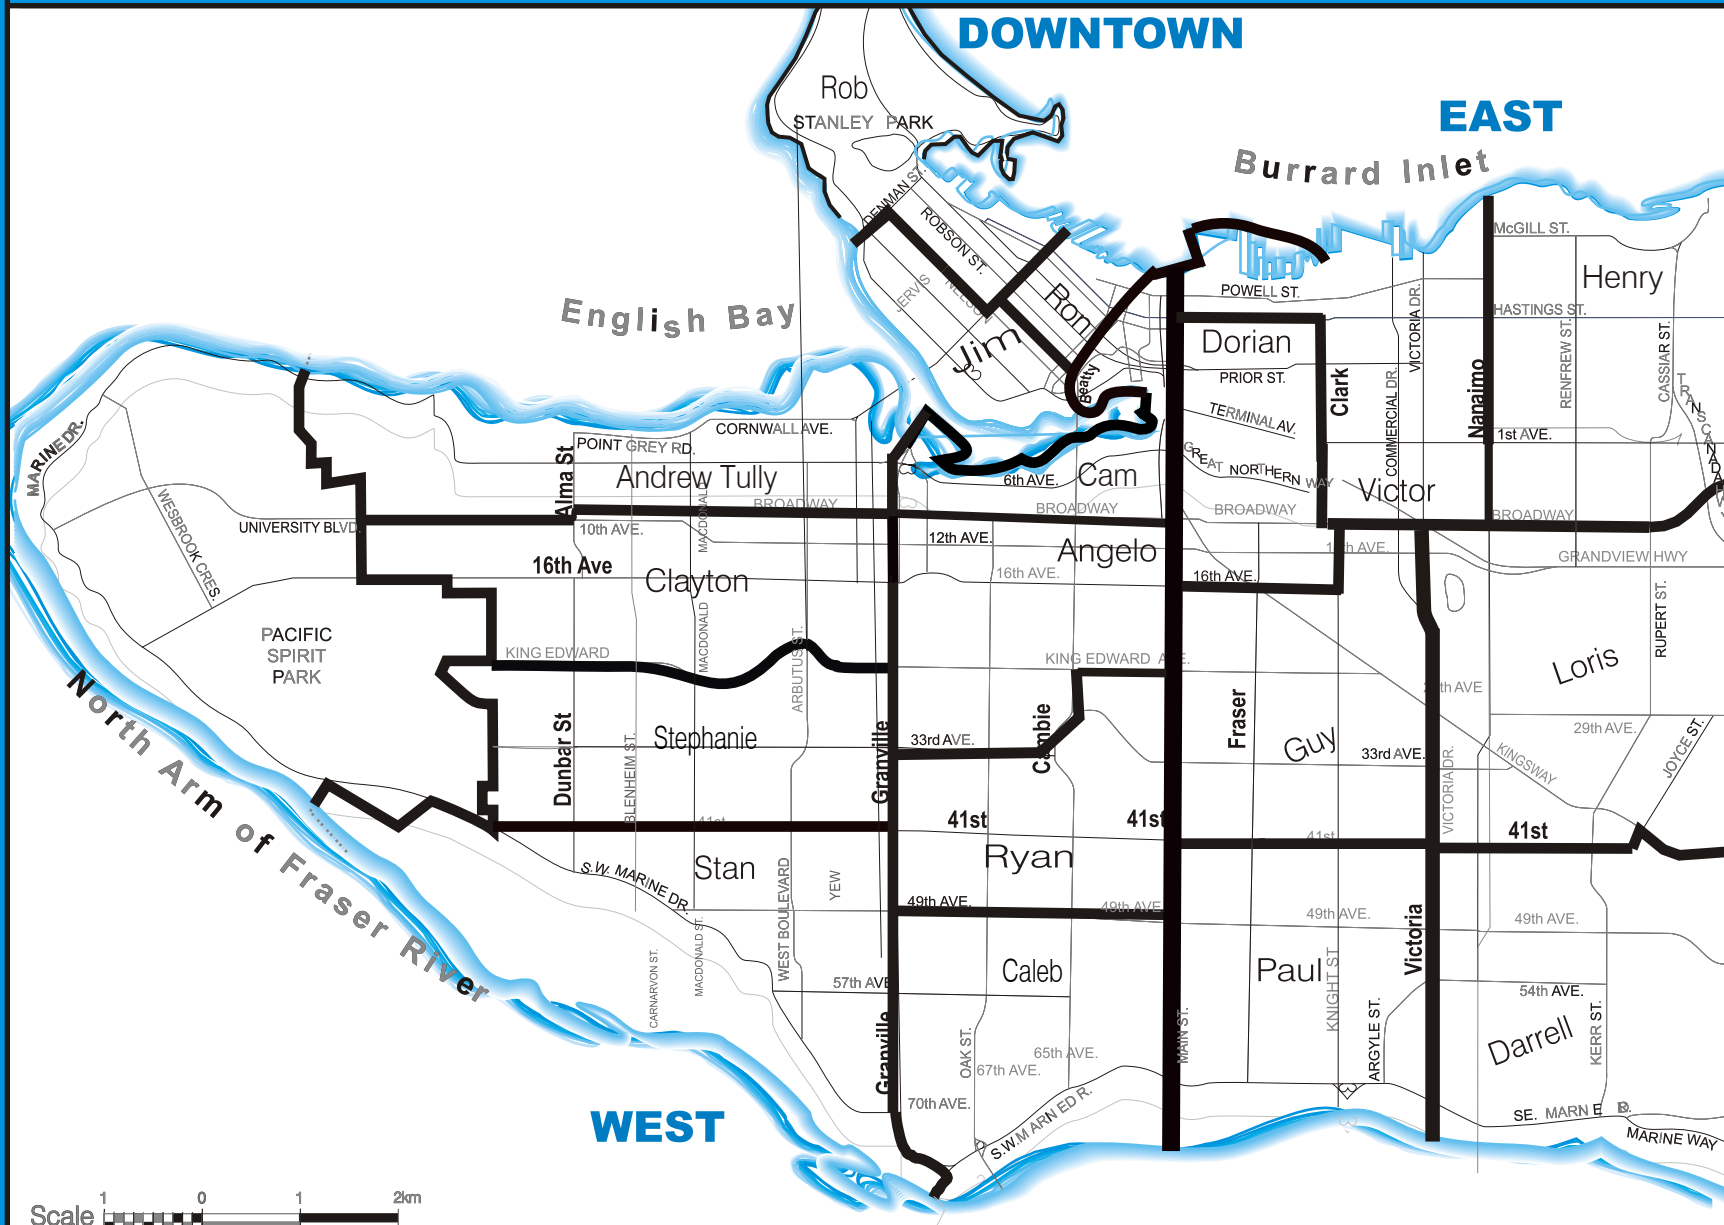 DOWNTOWN
Rob
STANLEY PARK
EAST
Burrard Inlet
DENMAN ST.
ROBSON ST.
McGILL ST.
Henry
JERVIS
NELSON
Ron
POWELL ST.
VICTORIA DR.
HASTINGS ST.
English Bay
Jim
Dorian
RENFREW ST.
CASSIAR ST.
PRIOR ST.
Beatty
Clark
COMMERCIAL DR.
Nanaimo
TRANSCANADA
MARINE DR.
CORNWALL AVE.
TERMINAL AV.
1st AVE.
POINT GREY RD.
Alma St
Andrew Tully
GREAT NORTHERN WAY
6th AVE.
Cam
Victor
WESBROOK CRES.
MACDONALD
BROADWAY
BROADWAY
BROADWAY
BROADWAY
UNIVERSITY BLVD.
10th AVE.
12th AVE.
Angelo
GRANDVIEW HWY
16th Ave
Clayton
16th AVE.
16th AVE.
PACIFIC
SPIRIT
PARK
MACDONALD
ARBUTUS ST.
RUPERT ST.
KING EDWARD
KING EDWARD AVE.
Loris
North Arm of Fraser River
Dunbar St
BLENHEIM ST.
Stephanie
Granville
33rd AVE.
Cambie
Fraser
Guy
33rd AVE.
VICTORIA DR.
29th AVE.
KINGSWAY
JOYCE ST.
41st
41st
41st
41st
41st
S.W. MARINE DR.
Stan
WEST BOULEVARD
YEW
Ryan
49th AVE.
49th AVE.
49th AVE.
49th AVE.
CARNARVON ST.
MACDONALD ST.
57th AVE
Caleb
Paul
KNIGHT ST
Victoria
54th AVE.
ARGYLE ST.
Darrell
KERR ST.
Granville
OAK ST.
65th AVE.
67th AVE.
MAIN ST.
70th AVE.
S.W.MARNED R.
SE. MARN E R.
MARINE WAY
WEST
Scale
1 0 1 2km